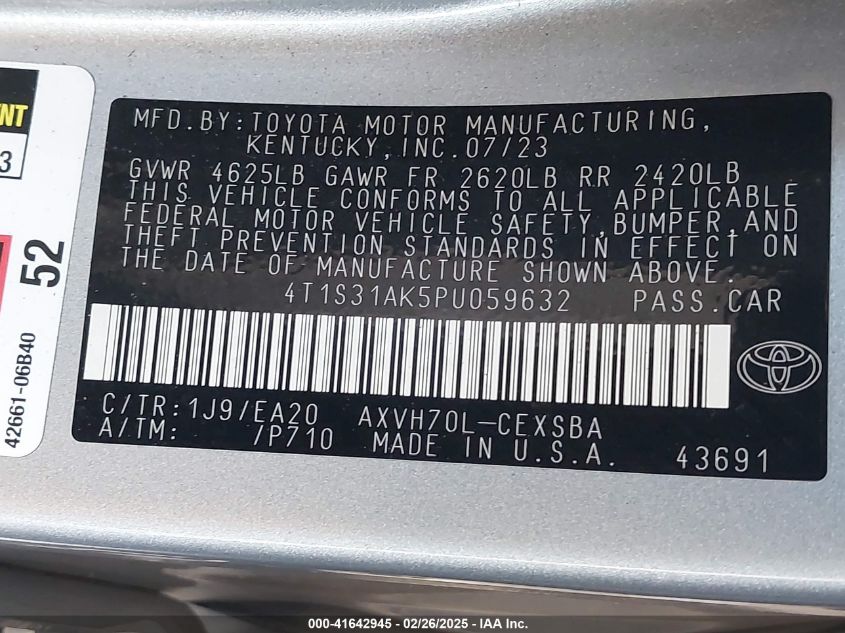 MFD.BY:TOYOTA MOTOR MANUFACTURING,
KENTUCKY,INC.07/23
GVWR 4625LB GAWR FR 2620LB RR 2420LB
THIS VEHICLE CONFORMS TO ALL APPLICABLE
FEDERAL MOTOR VEHICLE SAFETY,BUMPER,AND
THEFT PREVENTION STANDARDS IN EFFECT ON
THE DATE OF MANUFACTURE SHOWN ABOVE.
4T1S31AK5PU059632 PASS.CAR
C/TR:1J9/EA20 AXVH70L-CEXSBA
A/TM: /P710 MADE IN U.S.A. 43691
52
42661-06B40
000-41642945 - 02/26/2025 - IAA Inc.